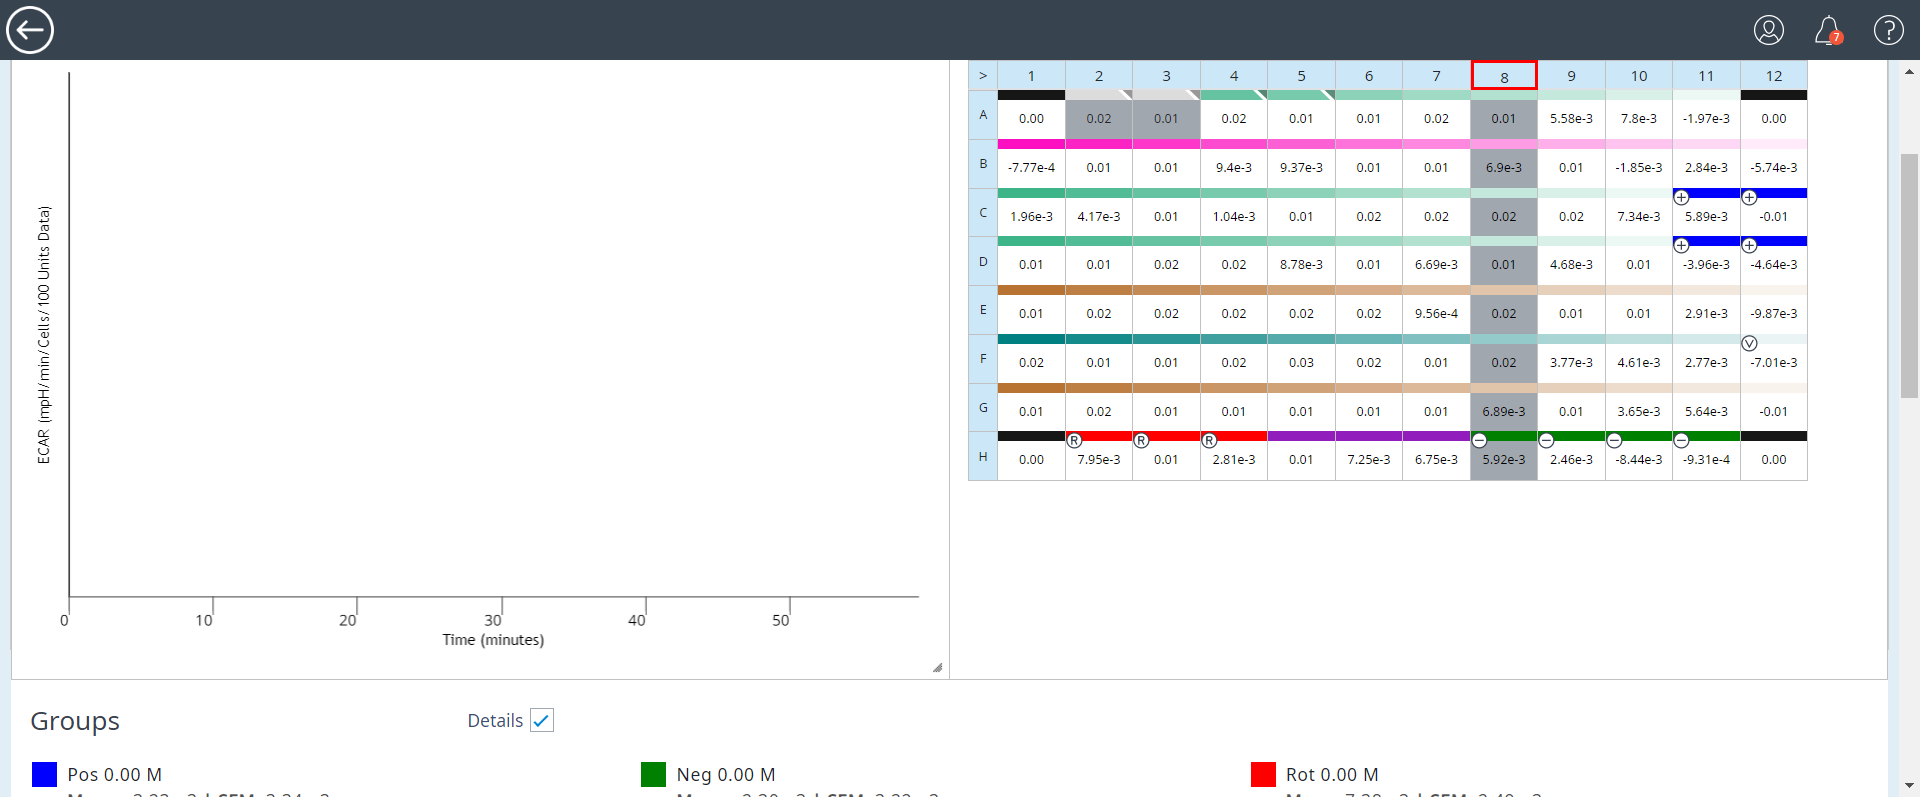 7 ?
> 1 2 3 4 5 6 7 8 9 10 11 12
A 0.00 0.02 0.01 0.02 0.01 0.01 0.02 0.01 5.58e-3 7.8e-3 -1.97e-3 0.00
B -7.77e-4 0.01 0.01 9.4e-3 9.37e-3 0.01 0.01 6.9e-3 0.01 -1.85e-3 2.84e-3 -5.74e-3
+ +
C 1.96e-3 4.17e-3 0.01 1.04e-3 0.01 0.02 0.02 0.02 0.02 7.34e-3 5.89e-3 -0.01
+ +
D 0.01 0.01 0.02 0.02 8.78e-3 0.01 6.69e-3 0.01 4.68e-3 0.01 -3.96e-3 -4.64e-3
E 0.01 0.02 0.02 0.02 0.02 0.02 9.56e-4 0.02 0.01 0.01 2.91e-3 -9.87e-3
V
F 0.02 0.01 0.01 0.02 0.03 0.02 0.01 0.02 3.77e-3 4.61e-3 2.77e-3 -7.01e-3
G 0.01 0.02 0.01 0.01 0.01 0.01 0.01 6.89e-3 0.01 3.65e-3 5.64e-3 -0.01
R R R − − − −
H 0.00 7.95e-3 0.01 2.81e-3 0.01 7.25e-3 6.75e-3 5.92e-3 2.46e-3 -8.44e-3 -9.31e-4 0.00
ECAR (mpH/min/Cells/100 Units Data)
0 10 20 30 40 50
Time (minutes)
Groups
Details
Pos 0.00 M
Neg 0.00 M
Rot 0.00 M